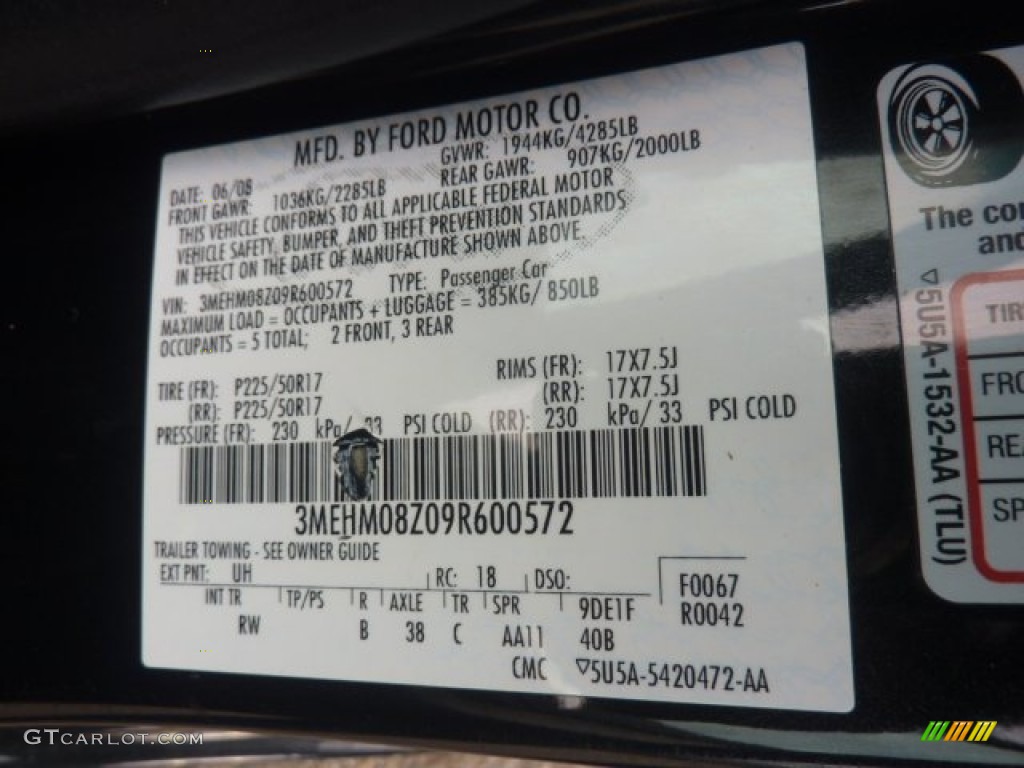 MFD. BY FORD MOTOR CO.
DATE: 06/08 GVWR: 1944KG/4285LB
FRONT GAWR: 1036KG/2285LB REAR GAWR: 907KG/2000LB
THIS VEHICLE CONFORMS TO ALL APPLICABLE FEDERAL MOTOR
VEHICLE SAFETY, BUMPER, AND THEFT PREVENTION STANDARDS
IN EFFECT ON THE DATE OF MANUFACTURE SHOWN ABOVE.
VIN: 3MEHM08Z09R600572 TYPE: Passenger Car
MAXIMUM LOAD = OCCUPANTS + LUGGAGE = 385KG/ 850LB
OCCUPANTS = 5 TOTAL; 2 FRONT, 3 REAR
TIRE (FR): P225/50R17 RIMS (FR): 17X7.5J
(RR): P225/50R17 (RR): 17X7.5J
PRESSURE (FR): 230 kPa/ 33 PSI COLD (RR): 230 kPa/ 33 PSI COLD
3MEHM08Z09R600572
TRAILER TOWING - SEE OWNER GUIDE
EXT PNT: UH RC: 18 DSO: F0067
INT TR TP/PS R AXLE TR SPR 9DE1F R0042
RW B 38 C AA11 40B
CMC ▽5U5A-5420472-AA
The co
and
TIR
FRO
REA
SP
▽5U5A-1532-AA (TLU)
GTCARLOT.COM